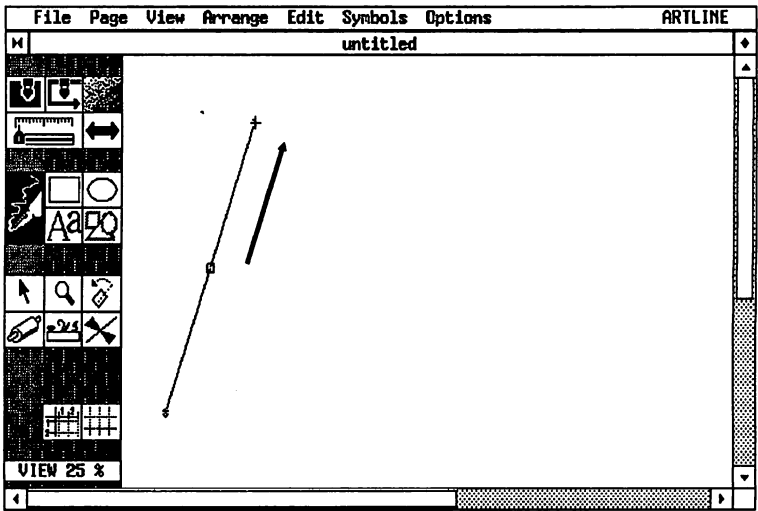 File Page View Arrange Edit Symbols Options ARTLINE
untitled
Aa
VIEW 25 %